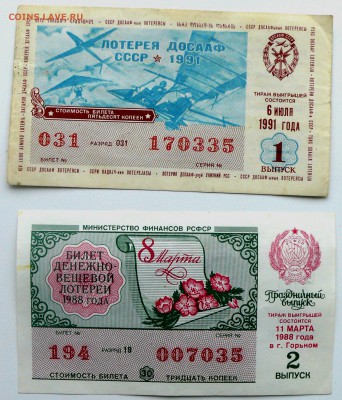 COINS.IAVE.RU
ЛОТЕРЕЯ ДОСААФ
СССР ★ 1991
СТОИМОСТЬ БИЛЕТА
ПЯТЬДЕСЯТ КОПЕЕК
ТИРАЖ ВЫИГРЫШЕЙ
СОСТОИТСЯ
6 ИЮЛЯ
1991 ГОДА
031 РАЗРЯД 031 170335
БИЛЕТ № СЕРИЯ №
1
ВЫПУСК
МИНИСТЕРСТВО ФИНАНСОВ РСФСР
БИЛЕТ
ДЕНЕЖНО-
ВЕЩЕВОЙ
ЛОТЕРЕИ
1988 ГОДА
8 Марта
Праздничный
выпуск
ТИРАЖ ВЫИГРЫШЕЙ
СОСТОИТСЯ
11 МАРТА
1988 года
в г. Горьком
БИЛЕТ № СЕРИЯ №
194 РАЗРЯД 19 007035
2
ВЫПУСК
СТОИМОСТЬ БИЛЕТА 30 ТРИДЦАТЬ КОПЕЕК